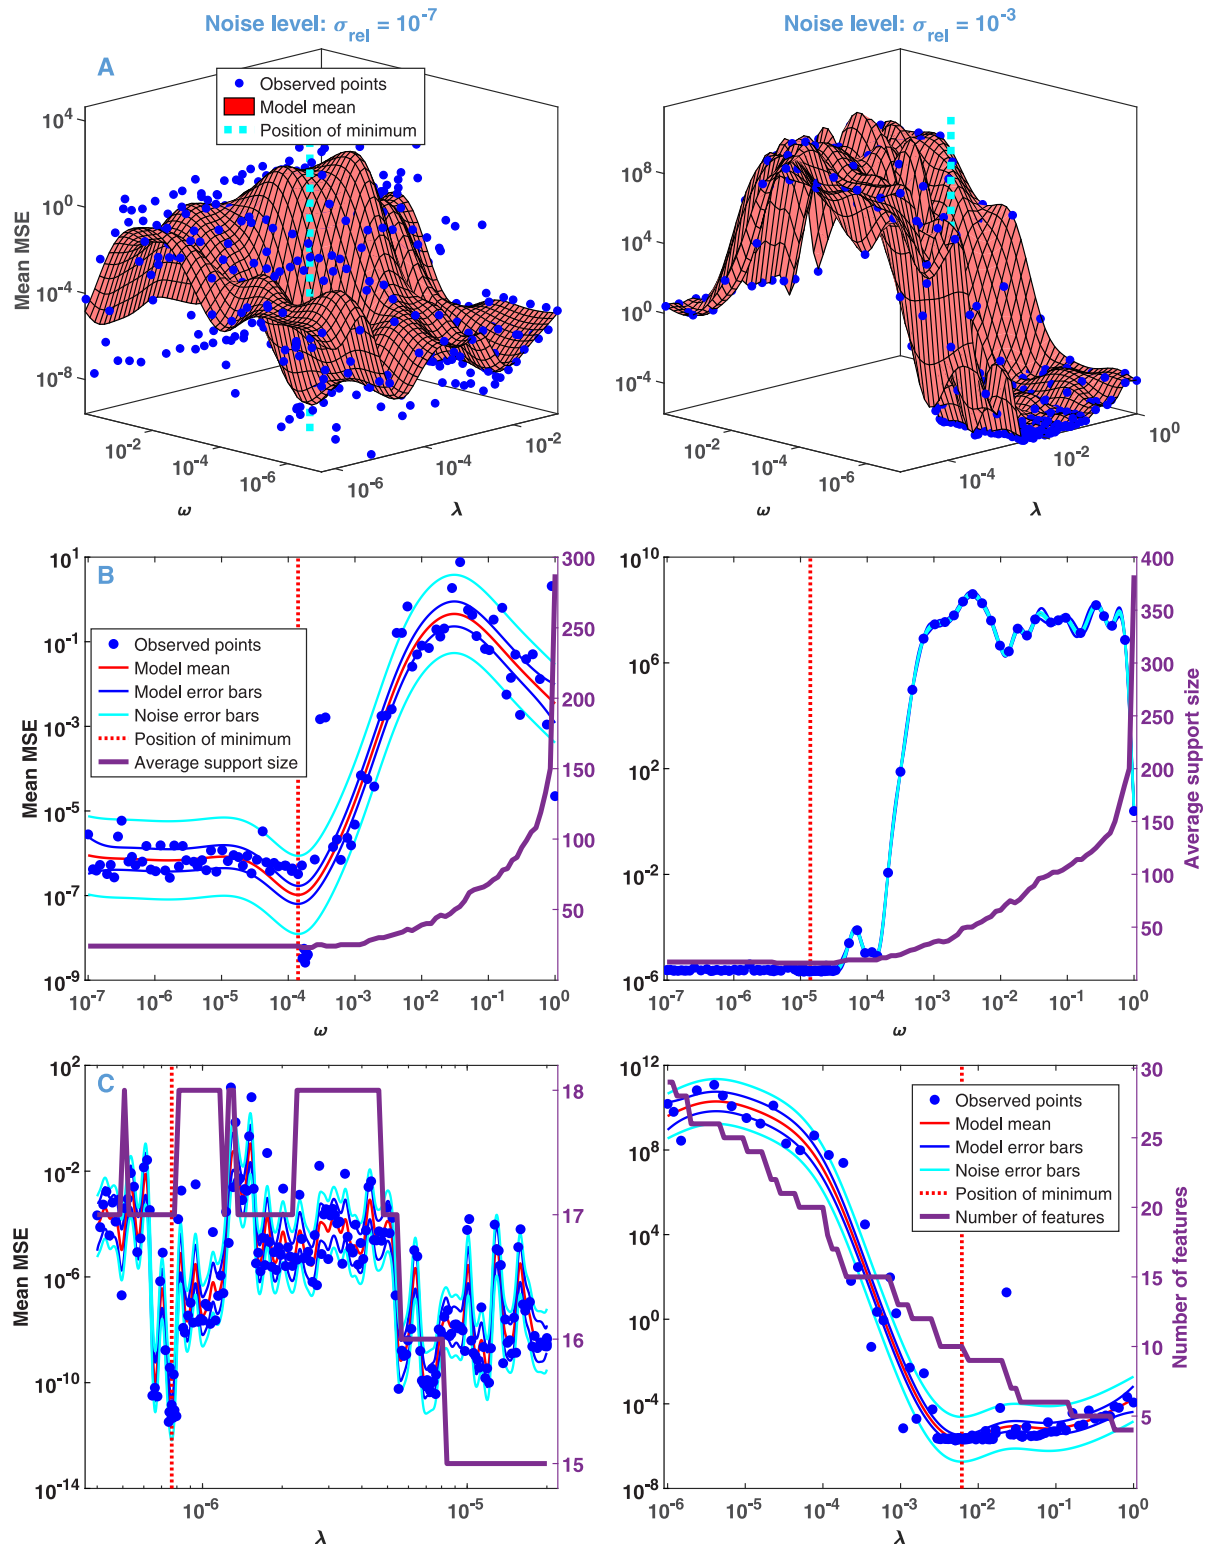 Noise level: σrel = 10-7
Noise level: σrel = 10-3
A
Observed points
Model mean
Position of minimum
Mean MSE
104
100
10-4
10-8
10-2
10-4
10-6
ω
10-6
10-4
10-2
λ
108
104
100
10-4
10-2
10-4
ω
10-4
10-2
100
λ
B
Observed points
Model mean
Model error bars
Noise error bars
Position of minimum
Average support size
Mean MSE
101
10-1
10-3
10-5
10-7
10-9
300
250
200
150
100
50
10-7
10-6
10-5
10-4
10-3
10-2
10-1
100
ω
1010
106
102
10-2
10-6
400
350
300
250
200
150
100
50
Average support size
10-7
10-6
10-5
10-4
10-3
10-2
10-1
100
ω
C
Mean MSE
102
10-2
10-6
10-10
10-14
18
17
16
15
10-6
10-5
λ
1012
108
104
100
10-4
10-8
Observed points
Model mean
Model error bars
Noise error bars
Position of minimum
Number of features
30
25
20
15
10
5
Number of features
10-6
10-5
10-4
10-3
10-2
10-1
100
λ